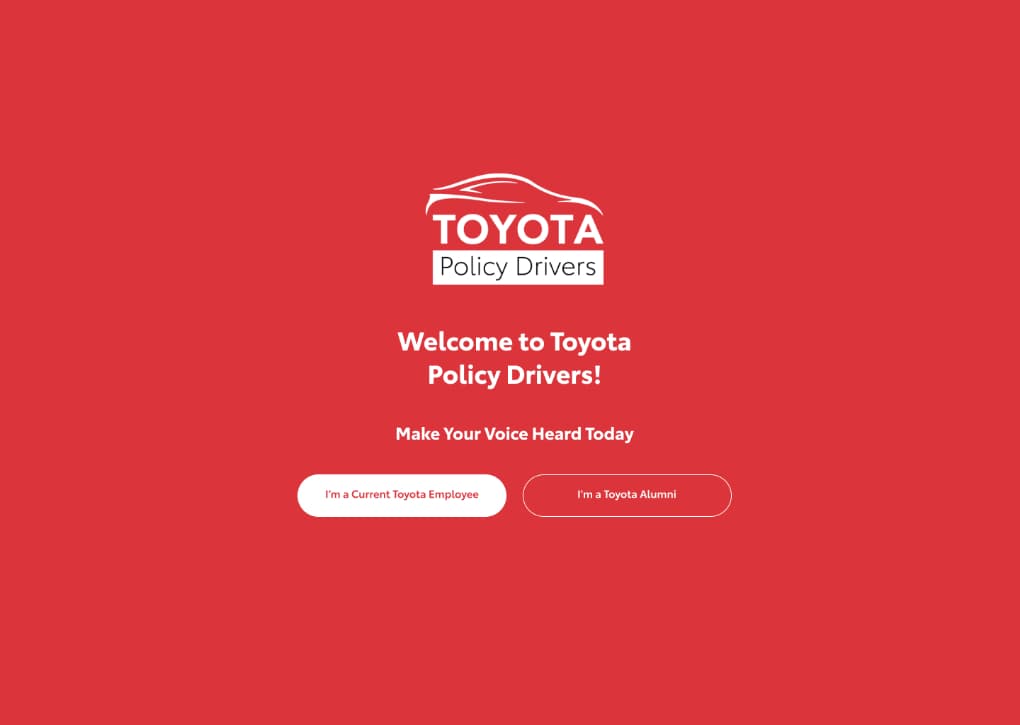 TOYOTA
Policy Drivers
Welcome to Toyota
Policy Drivers!
Make Your Voice Heard Today
I'm a Current Toyota Employee
I'm a Toyota Alumni